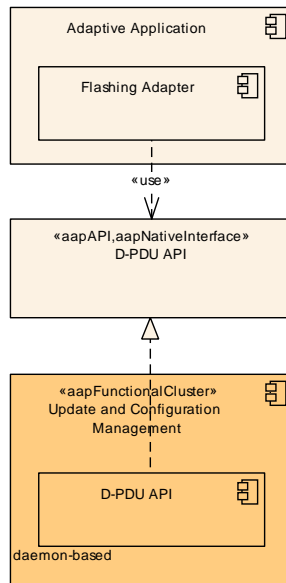 Adaptive Application
Flashing Adapter
«use»
«aapAPI,aapNativeInterface»
D-PDU API
«aapFunctionalCluster»
Update and Configuration
Management
D-PDU API
daemon-based